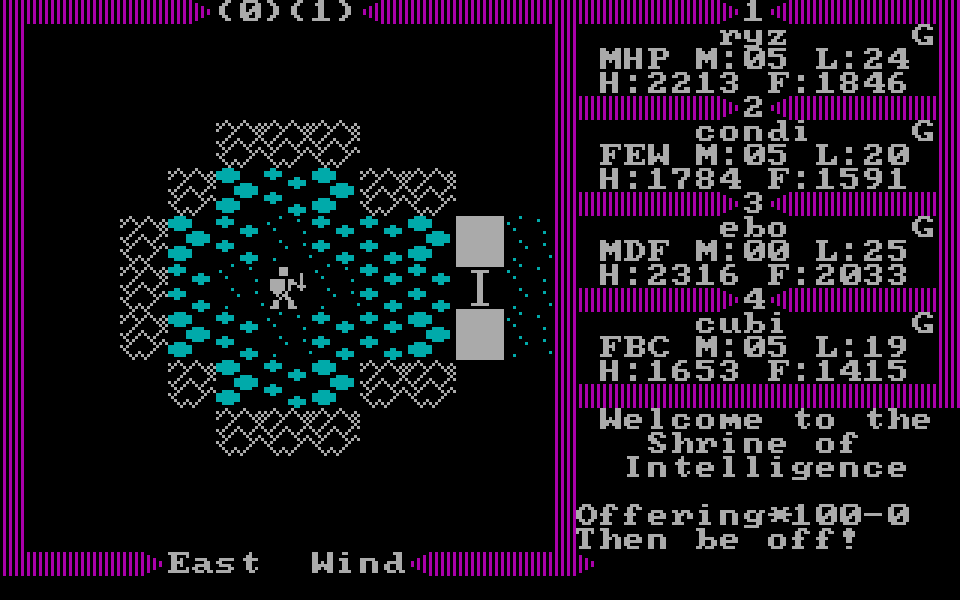 (0)(1)
1
ryz G
MHP M:05 L:24
H:2213 F:1846
2
condi G
FEW M:05 L:20
H:1784 F:1591
3
ebo G
MDF M:00 L:25
H:2316 F:2033
4
cubi G
FBC M:05 L:19
H:1653 F:1415
I
Welcome to the
Shrine of
Intelligence
Offering*100-0
Then be off!
East Wind